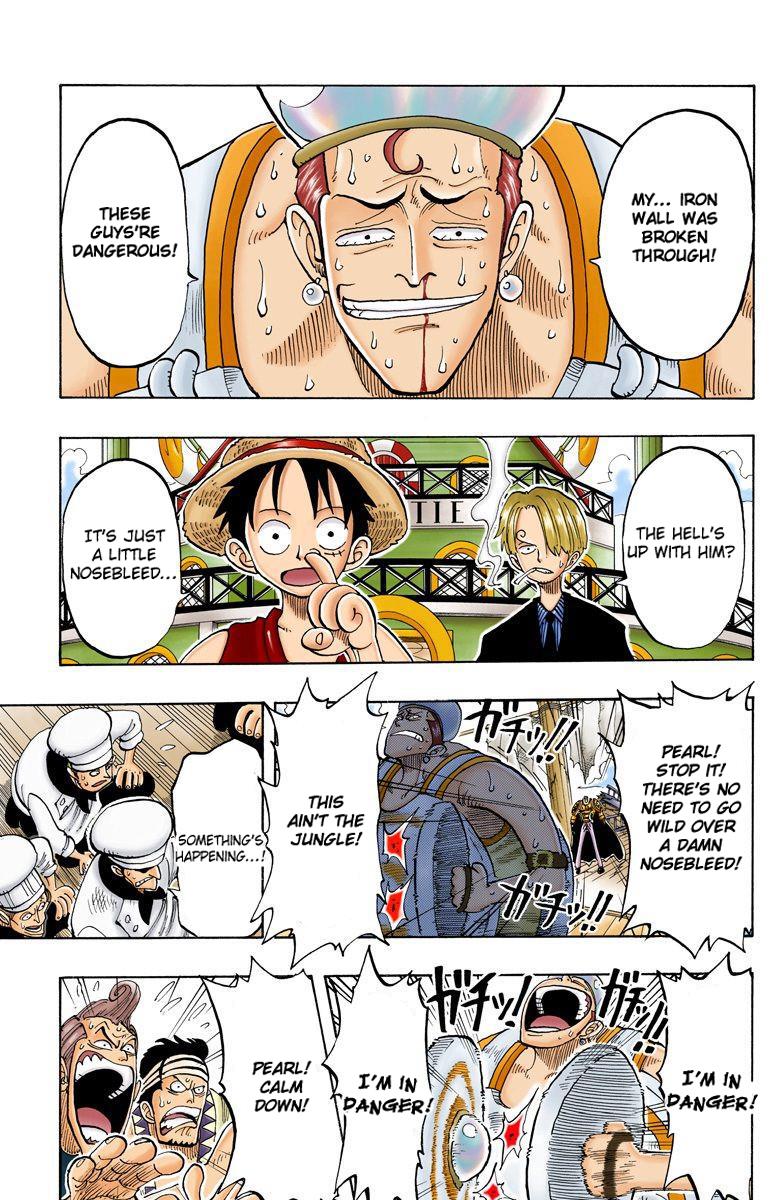 MY... IRON
WALL WAS
BROKEN
THROUGH!
THESE
GUYS'RE
DANGEROUS!
THE HELL'S
UP WITH HIM?
IT'S JUST
A LITTLE
NOSEBLEED...
TIE
PEARL!
STOP IT!
THERE'S NO
NEED TO GO
WILD OVER
A DAMN
NOSEBLEED!
ガチッ!!
ガチッ!!
THIS
AIN'T THE
JUNGLE!
SOMETHING'S
HAPPENING...!
I'M IN
DANGER!
ガチッ!!
ガチッ!
I'M IN
DANGER!
PEARL!
CALM
DOWN!